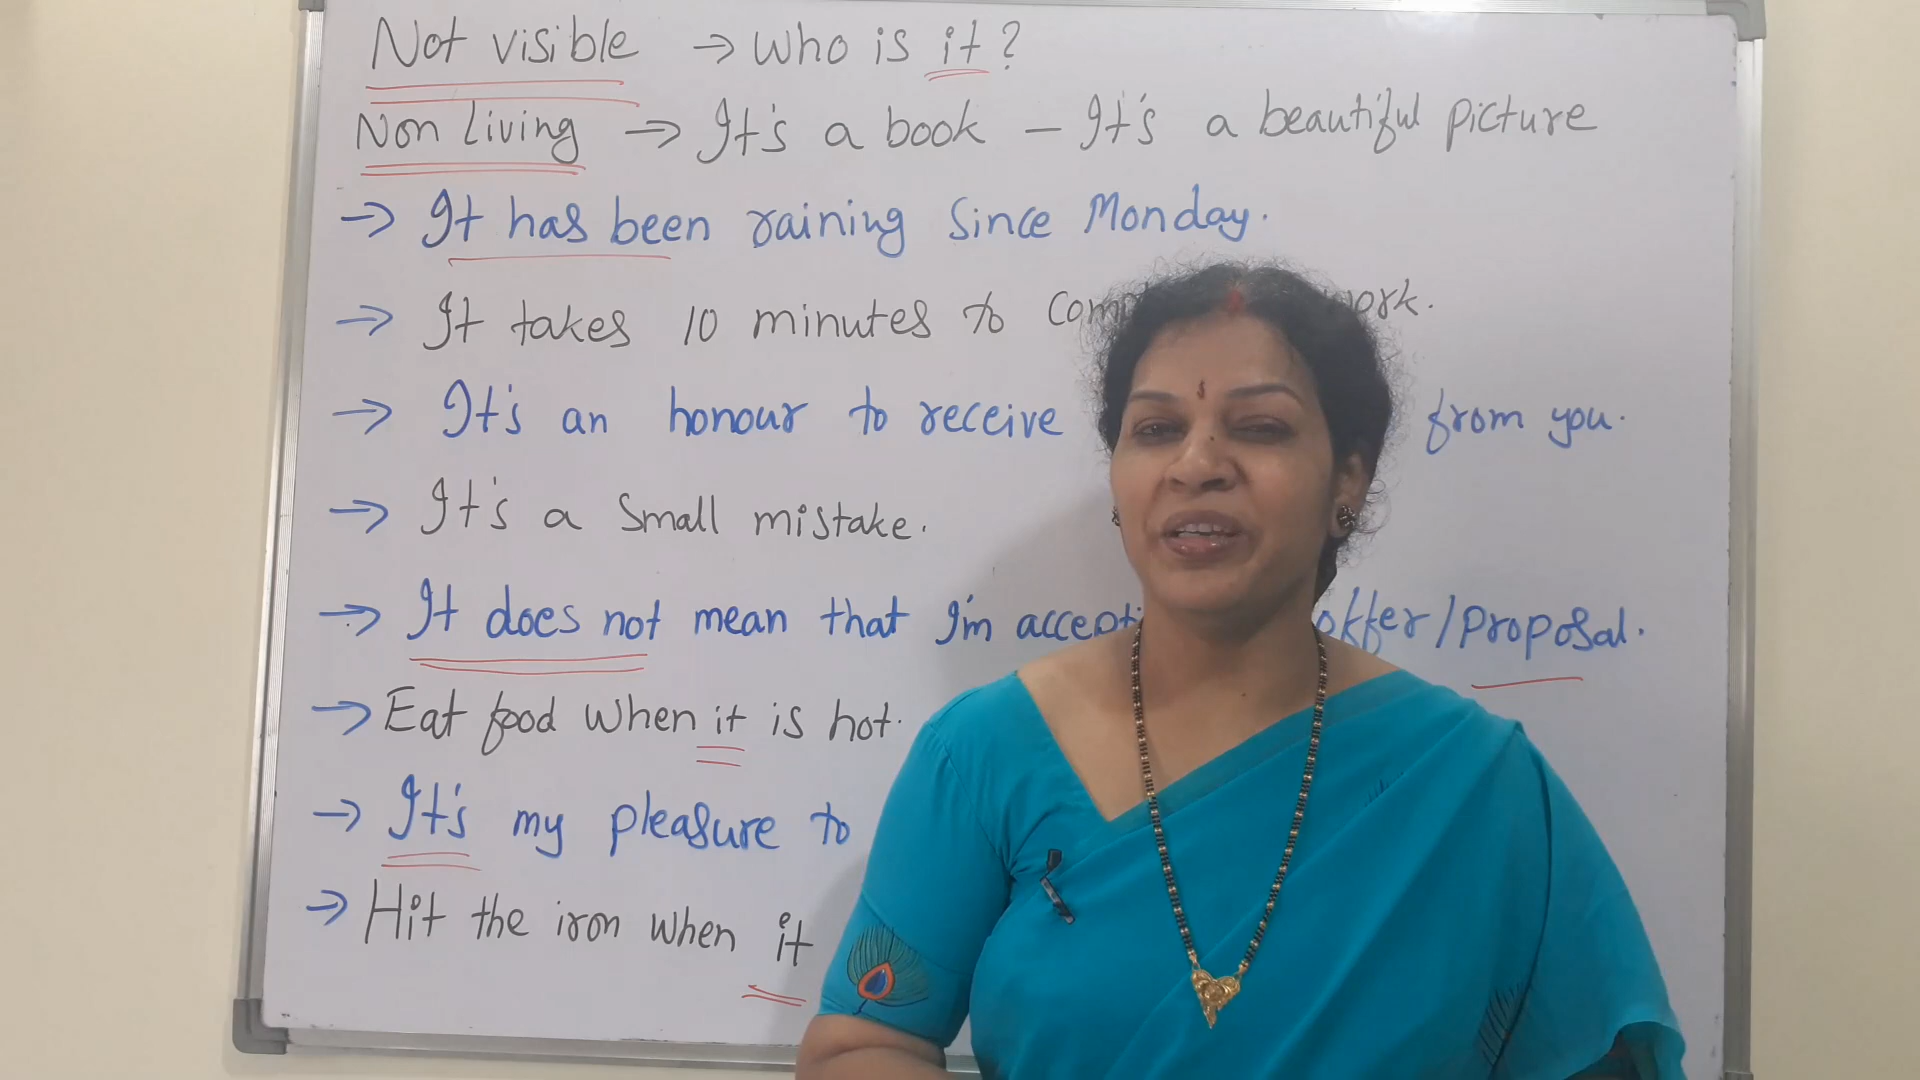 Not visible → Who is it?
Non Living → It's a book – It's a beautiful picture
→ It has been raining Since Monday.
→ It takes 10 minutes to
→ It's an honour to receive from you.
→ It's a Small mistake.
→ It does not mean that I'm offer/proposal.
→ Eat food when it is hot.
→ It's my pleasure to
→ Hit the iron when it